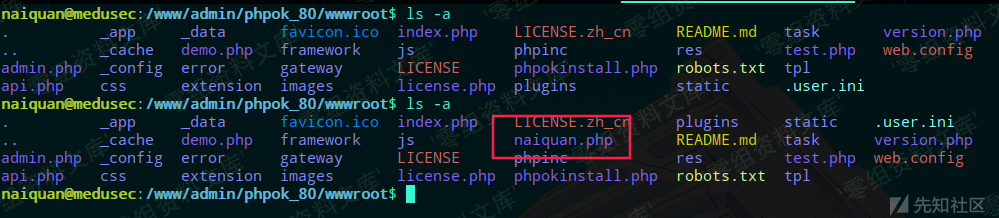 naiquan@medusec:/www/admin/phpok_80/wwwroot$ ls -a
. _app _data favicon.ico index.php LICENSE.zh_cn README.md task version.php
.. _cache demo.php framework js phpinc res test.php web.config
admin.php _config error gateway LICENSE phpokinstall.php robots.txt tpl
api.php css extension images license.php plugins static .user.ini
naiquan@medusec:/www/admin/phpok_80/wwwroot$ ls -a
. _app _data favicon.ico index.php LICENSE.zh_cn plugins static .user.ini
.. _cache demo.php framework js naiquan.php README.md task version.php
admin.php _config error gateway LICENSE phpinc res test.php web.config
api.php css extension images license.php phpokinstall.php robots.txt tpl
naiquan@medusec:/www/admin/phpok_80/wwwroot$
先知社区